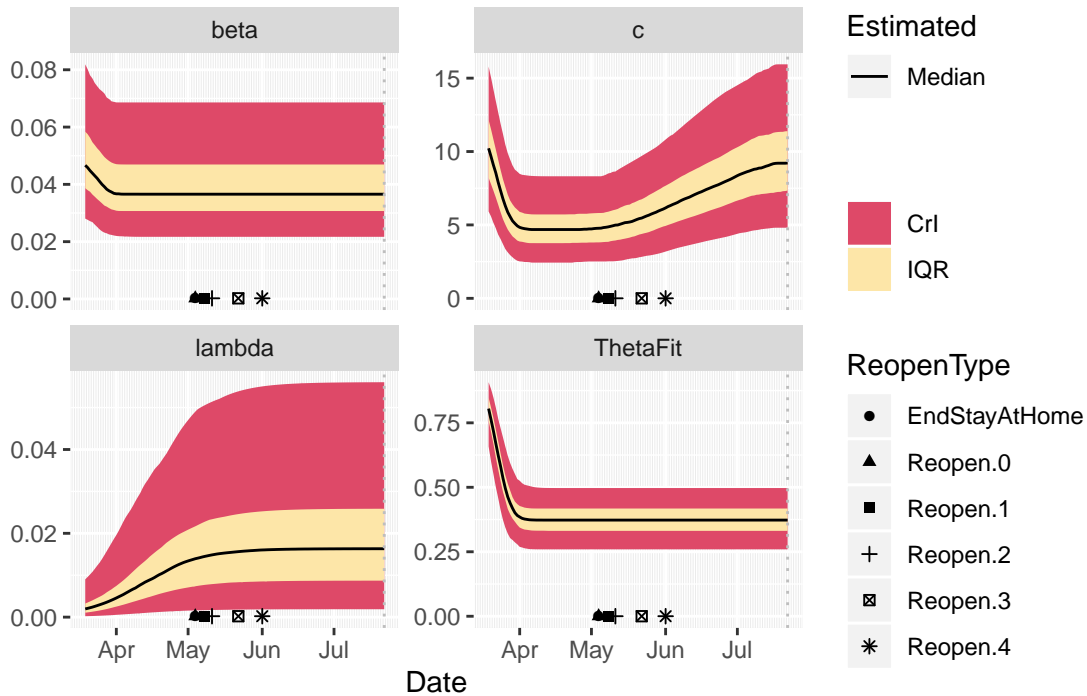 beta
c
0.08
0.06
0.04
0.02
0.00
15
10
5
0
lambda
ThetaFit
0.04
0.02
0.00
0.75
0.50
0.25
0.00
Apr May Jun Jul
Apr May Jun Jul
Date
Estimated
Median
CrI
IQR
ReopenType
EndStayAtHome
Reopen.0
Reopen.1
Reopen.2
Reopen.3
Reopen.4